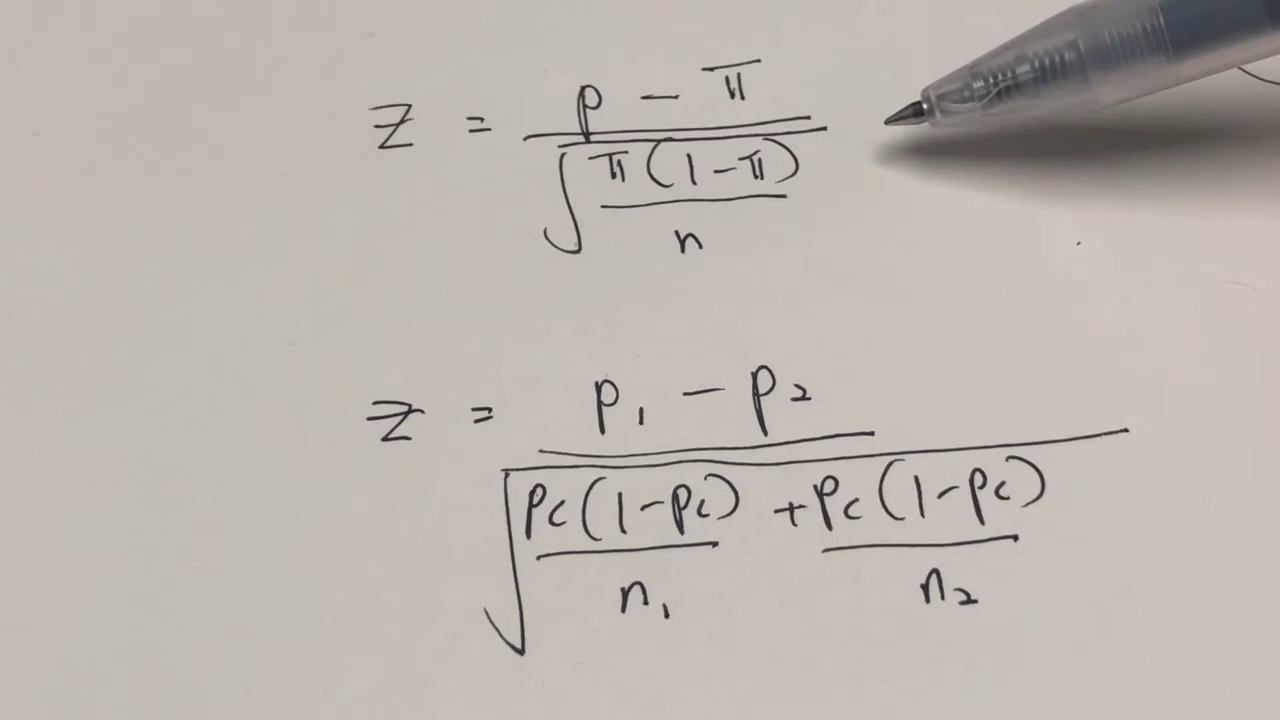 z = (p - π) / √(π(1-π) / n)
z = (p₁ - p₂) / √(pc(1-pc) / n₁ + pc(1-pc) / n₂)